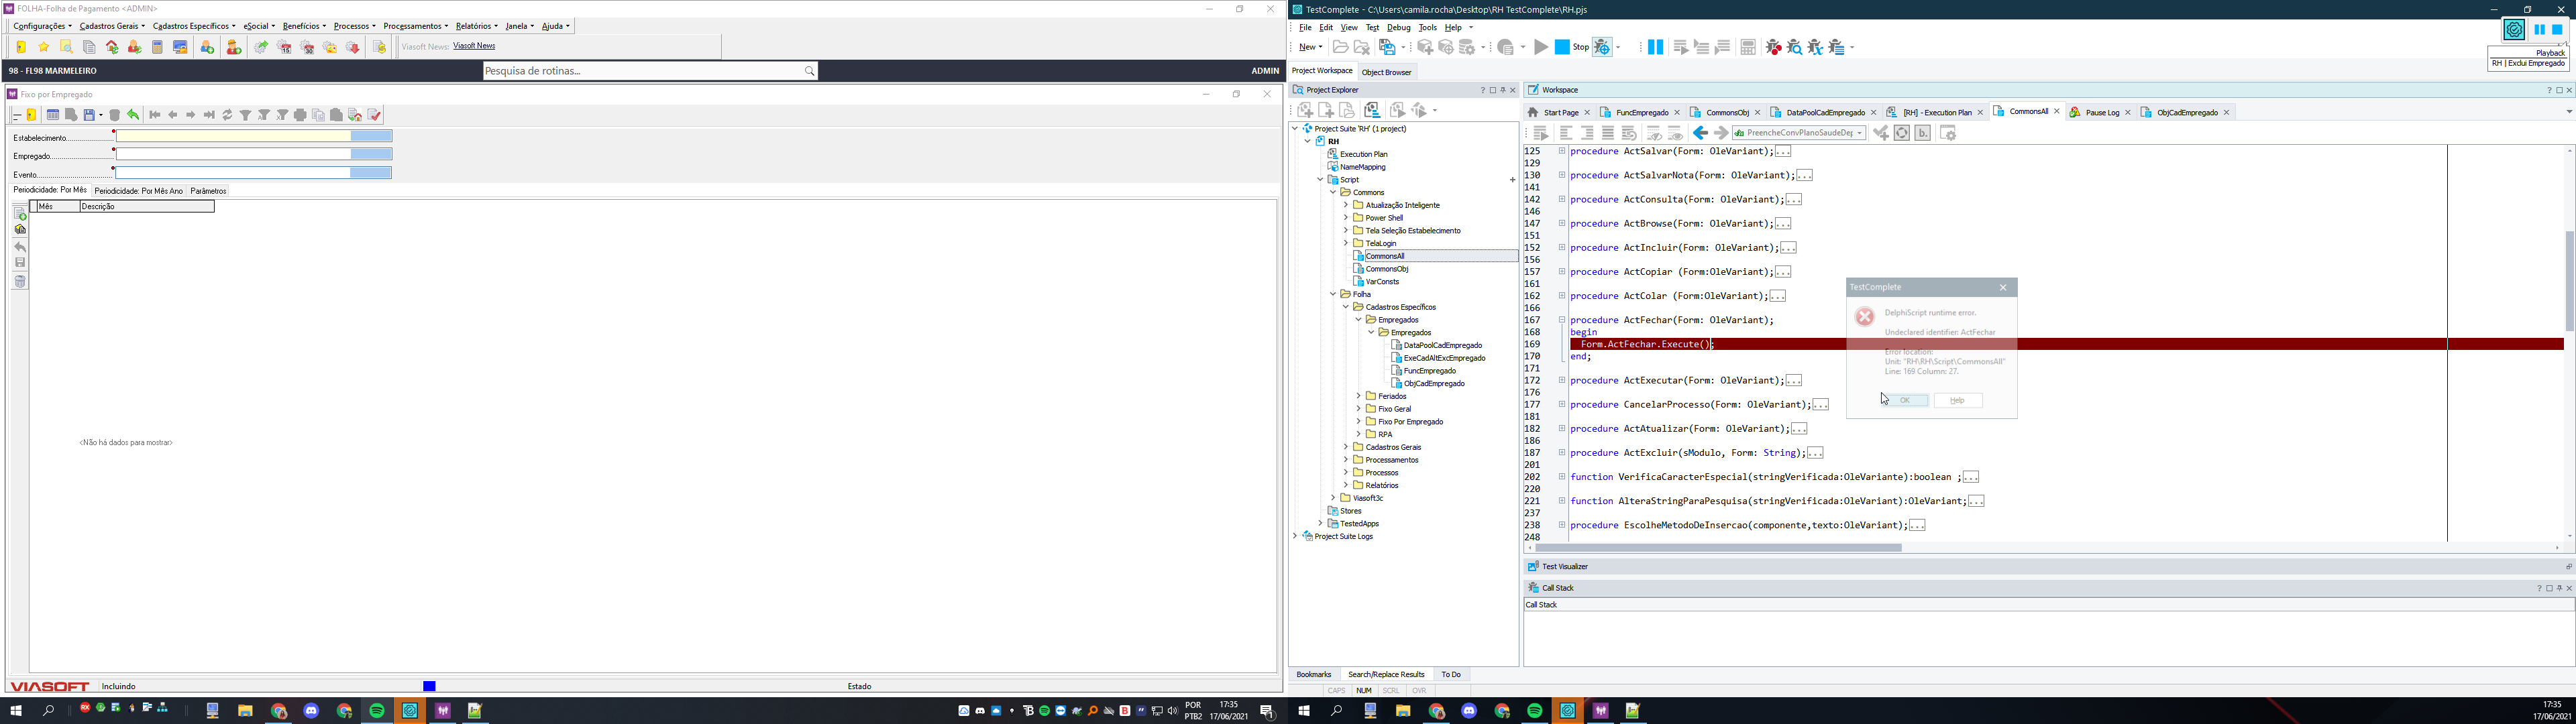 FOLHA-Folha de Pagamento <ADMIN>
Configurações Cadastros Gerais Cadastros Específicos eSocial Benefícios Processos Processamentos Relatórios Janela Ajuda
Viasoft News: Viasoft News
98 - FL98 MARMELEIRO
Pesquisa de rotinas...
ADMIN
Fixo por Empregado
Estabelecimento
Empregado
Evento
Periodicidade: Por Mês Periodicidade: Por Mês Ano Parâmetros
Mês Descrição
<Não há dados para mostrar>
VIASOFT Incluindo Estado
POR
PTB2
17:35
17/06/2021
TestComplete - C:\Users\camila.rocha\Desktop\RH TestComplete\RH.pjs
File Edit View Test Debug Tools Help
New
Stop
Playback
RH | Exclui Empregado
Project Workspace Object Browser
Project Explorer
Project Suite 'RH' (1 project)
RH
Execution Plan
NameMapping
Script
Commons
Atualização Inteligente
Power Shell
Tela Seleção Estabelecimento
TelaLogin
CommonsAll
CommonsObj
VarConsts
Folha
Cadastros Específicos
Empregados
Empregados
DataPoolCadEmpregado
ExeCadAltExcEmpregado
FuncEmpregado
ObjCadEmpregado
Feriados
Fixo Geral
Fixo Por Empregado
RPA
Cadastros Gerais
Processamentos
Processos
Relatórios
Viasoft3c
Stores
TestedApps
Project Suite Logs
Bookmarks Search/Replace Results To Do
CAPS NUM SCRL OVR
Workspace
Start Page FuncEmpregado CommonsObj DataPoolCadEmpregado [RH] - Execution Plan CommonsAll Pause Log ObjCadEmpregado
PreencheConvPlanoSaudeDep
125 procedure ActSalvar(Form: OleVariant);...
129
130 procedure ActSalvarNota(Form: OleVariant);...
141
142 procedure ActConsulta(Form: OleVariant);...
146
147 procedure ActBrowse(Form: OleVariant);...
151
152 procedure ActIncluir(Form: OleVariant);...
156
157 procedure ActCopiar (Form:OleVariant);...
161
162 procedure ActColar (Form:OleVariant);...
166
167 procedure ActFechar(Form: OleVariant);
168 begin
169 Form.ActFechar.Execute();
170 end;
171
172 procedure ActExecutar(Form: OleVariant);...
176
177 procedure CancelarProcesso(Form: OleVariant);...
181
182 procedure ActAtualizar(Form: OleVariant);...
186
187 procedure ActExcluir(sModulo, Form: String);...
201
202 function VerificaCaracterEspecial(stringVerificada:OleVariante):boolean ;...
220
221 function AlteraStringParaPesquisa(stringVerificada:OleVariant):OleVariant;...
237
238 procedure EscolheMetodoDeInsercao(componente,texto:OleVariant);...
248
TestComplete
DelphiScript runtime error.
Undeclared identifier: ActFechar
Error location:
Unit: "RH\RH\Script\CommonsAll"
Line: 169 Column: 27.
OK Help
Test Visualizer
Call Stack
Call Stack
17:35
17/06/2021